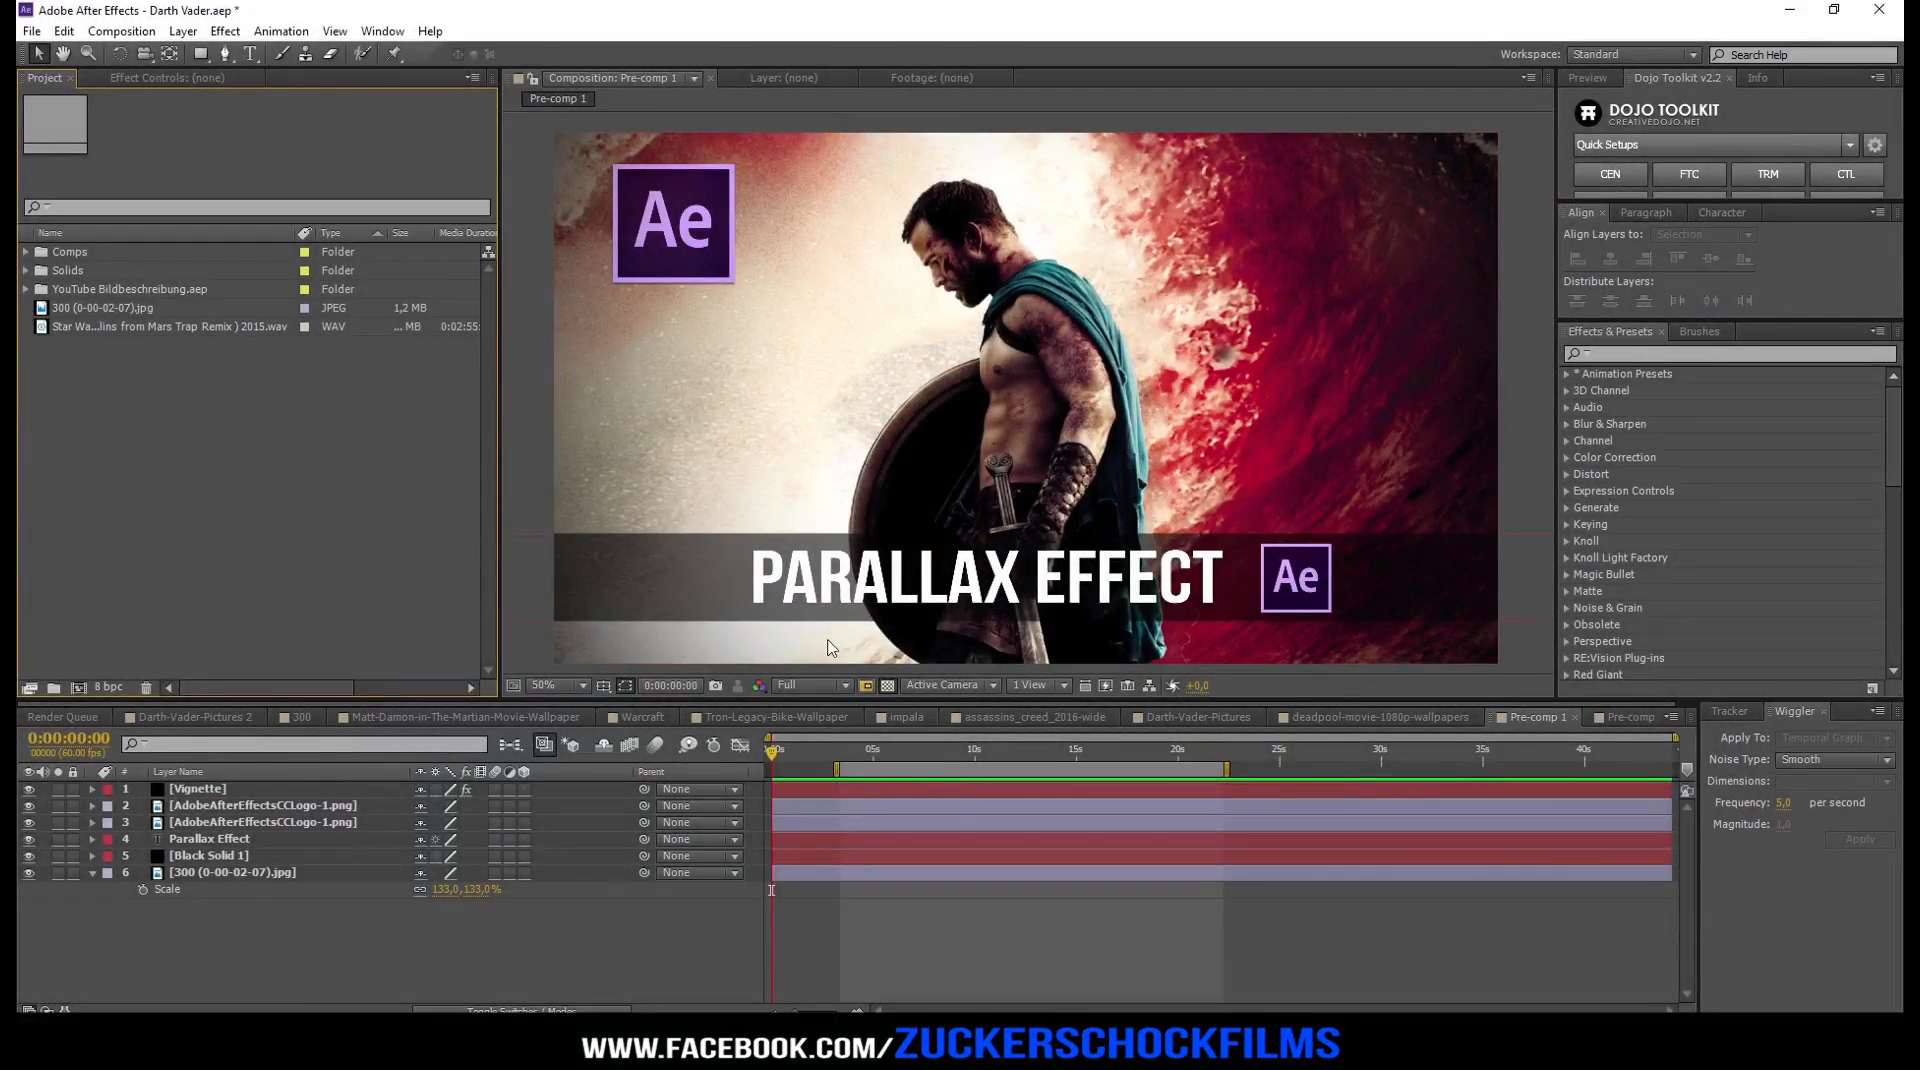 Ae Adobe After Effects - Darth Vader.aep *
File Edit Composition Layer Effect Animation View Window Help
Workspace: Standard Search Help
Project Effect Controls: (none)
Composition: Pre-comp 1 Layer: (none) Footage: (none)
Pre-comp 1
Preview Dojo Toolkit v2.2 Info
DOJO TOOLKIT
CREATIVEDOJO.NET
Quick Setups
CEN FTC TRM CTL
Align Paragraph Character
Align Layers to: Selection
Distribute Layers:
Effects & Presets Brushes
* Animation Presets
3D Channel
Audio
Blur & Sharpen
Channel
Color Correction
Distort
Expression Controls
Generate
Keying
Knoll
Knoll Light Factory
Magic Bullet
Matte
Noise & Grain
Obsolete
Perspective
RE:Vision Plug-ins
Red Giant
Name Type Size Media Duratio
Comps Folder
Solids Folder
YouTube Bildbeschreibung.aep Folder
300 (0-00-02-07).jpg JPEG 1,2 MB
Star Wa...lins from Mars Trap Remix ) 2015.wav WAV ... MB 0:02:55:
8 bpc
Ae
PARALLAX EFFECT Ae
50% 0:00:00:00 Full Active Camera 1 View +0,0
Render Queue Darth-Vader-Pictures 2 300 Matt-Damon-in-The-Martian-Movie-Wallpaper Warcraft Tron-Legacy-Bike-Wallpaper impala assassins_creed_2016-wide Darth-Vader-Pictures deadpool-movie-1080p-wallpapers Pre-comp 1 Pre-comp
0:00:00:00
00000 (60.00 fps)
05s 10s 15s 20s 25s 30s 35s 40s
# Layer Name Parent
1 [Vignette] fx None
2 [AdobeAfterEffectsCCLogo-1.png] None
3 [AdobeAfterEffectsCCLogo-1.png] None
4 T Parallax Effect None
5 [Black Solid 1] None
6 [300 (0-00-02-07).jpg] None
Scale 133,0,133,0%
Toggle Switches / Modes
Tracker Wiggler
Apply To: Temporal Graph
Noise Type: Smooth
Dimensions:
Frequency: 5,0 per second
Magnitude: 1,0
Apply
WWW.FACEBOOK.COM/ZUCKERSCHOCKFILMS